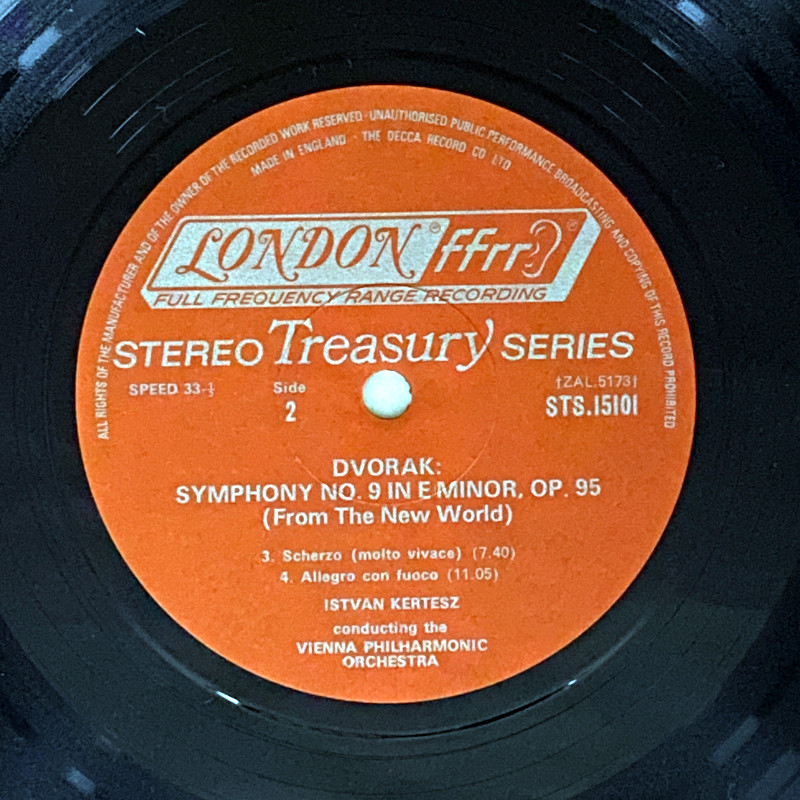 ALL RIGHTS OF THE MANUFACTURER AND OF THE OWNER OF THE RECORDED WORK RESERVED · UNAUTHORISED PUBLIC PERFORMANCE BROADCASTING AND COPYING OF THIS RECORD PROHIBITED
MADE IN ENGLAND · THE DECCA RECORD CO LTD
LONDON® ffrr®
FULL FREQUENCY RANGE RECORDING
STEREO Treasury SERIES
SPEED 33⅓ Side †ZAL.5173†
2 STS.15101
DVORAK:
SYMPHONY NO. 9 IN E MINOR, OP. 95
(From The New World)
3. Scherzo (molto vivace) (7.40)
4. Allegro con fuoco (11.05)
ISTVAN KERTESZ
conducting the
VIENNA PHILHARMONIC
ORCHESTRA